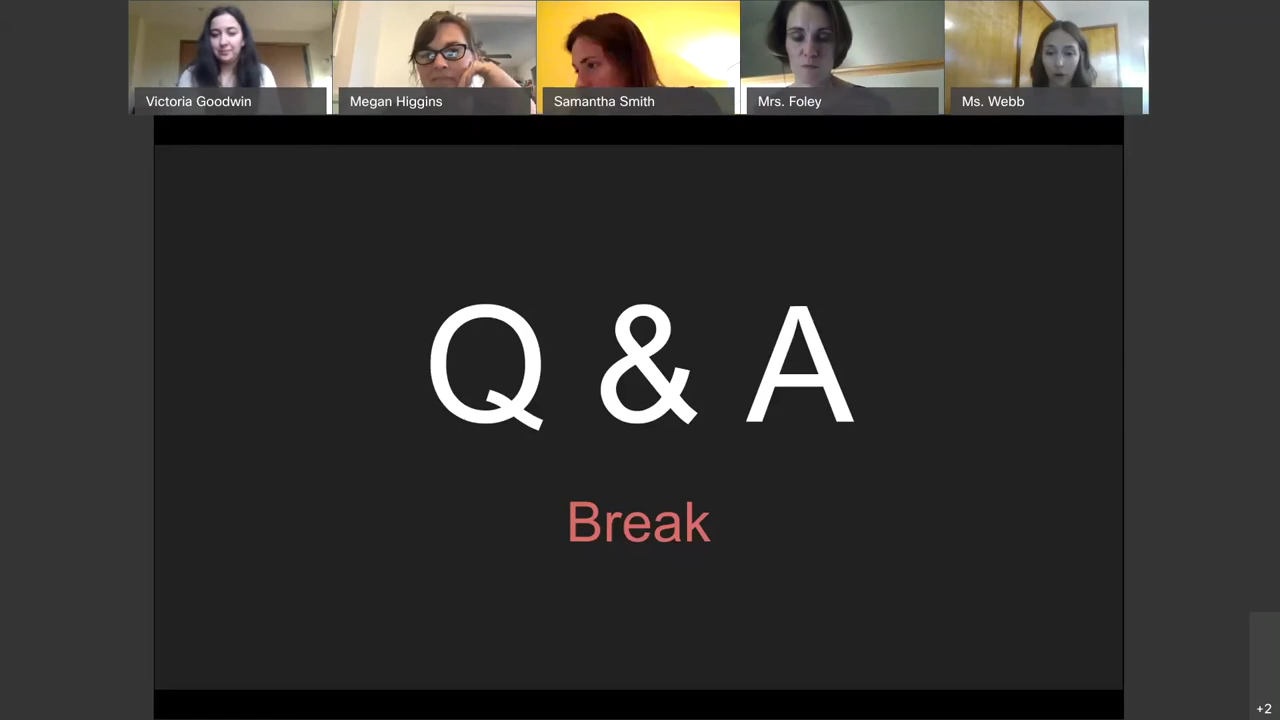 Victoria Goodwin
Megan Higgins
Samantha Smith
Mrs. Foley
Ms. Webb
Q & A
Break
+2